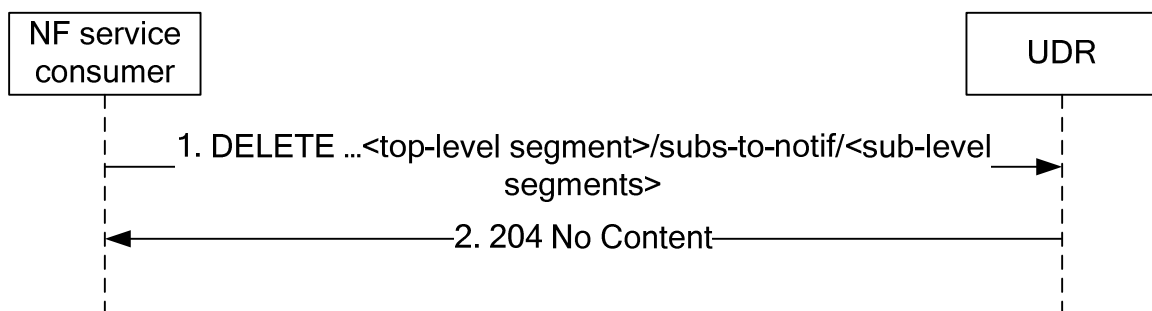 NF service
consumer
UDR
1. DELETE ...<top-level segment>/subs-to-notif/<sub-level
segments>
2. 204 No Content